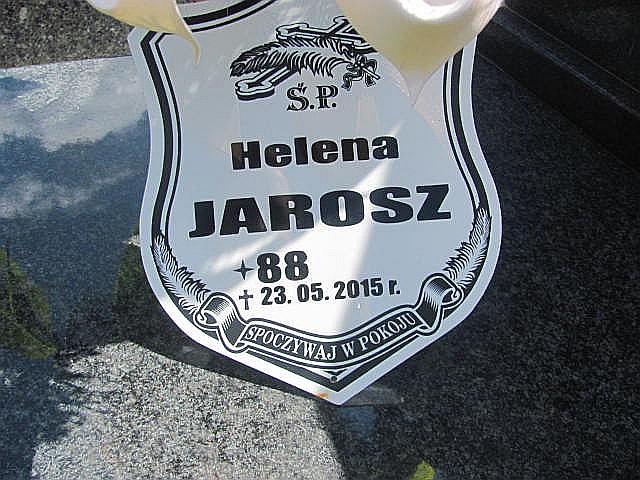 Ś.P.
Helena
JAROSZ
✦88
✝ 23. 05. 2015 r.
SPOCZYWAJ W POKOJU